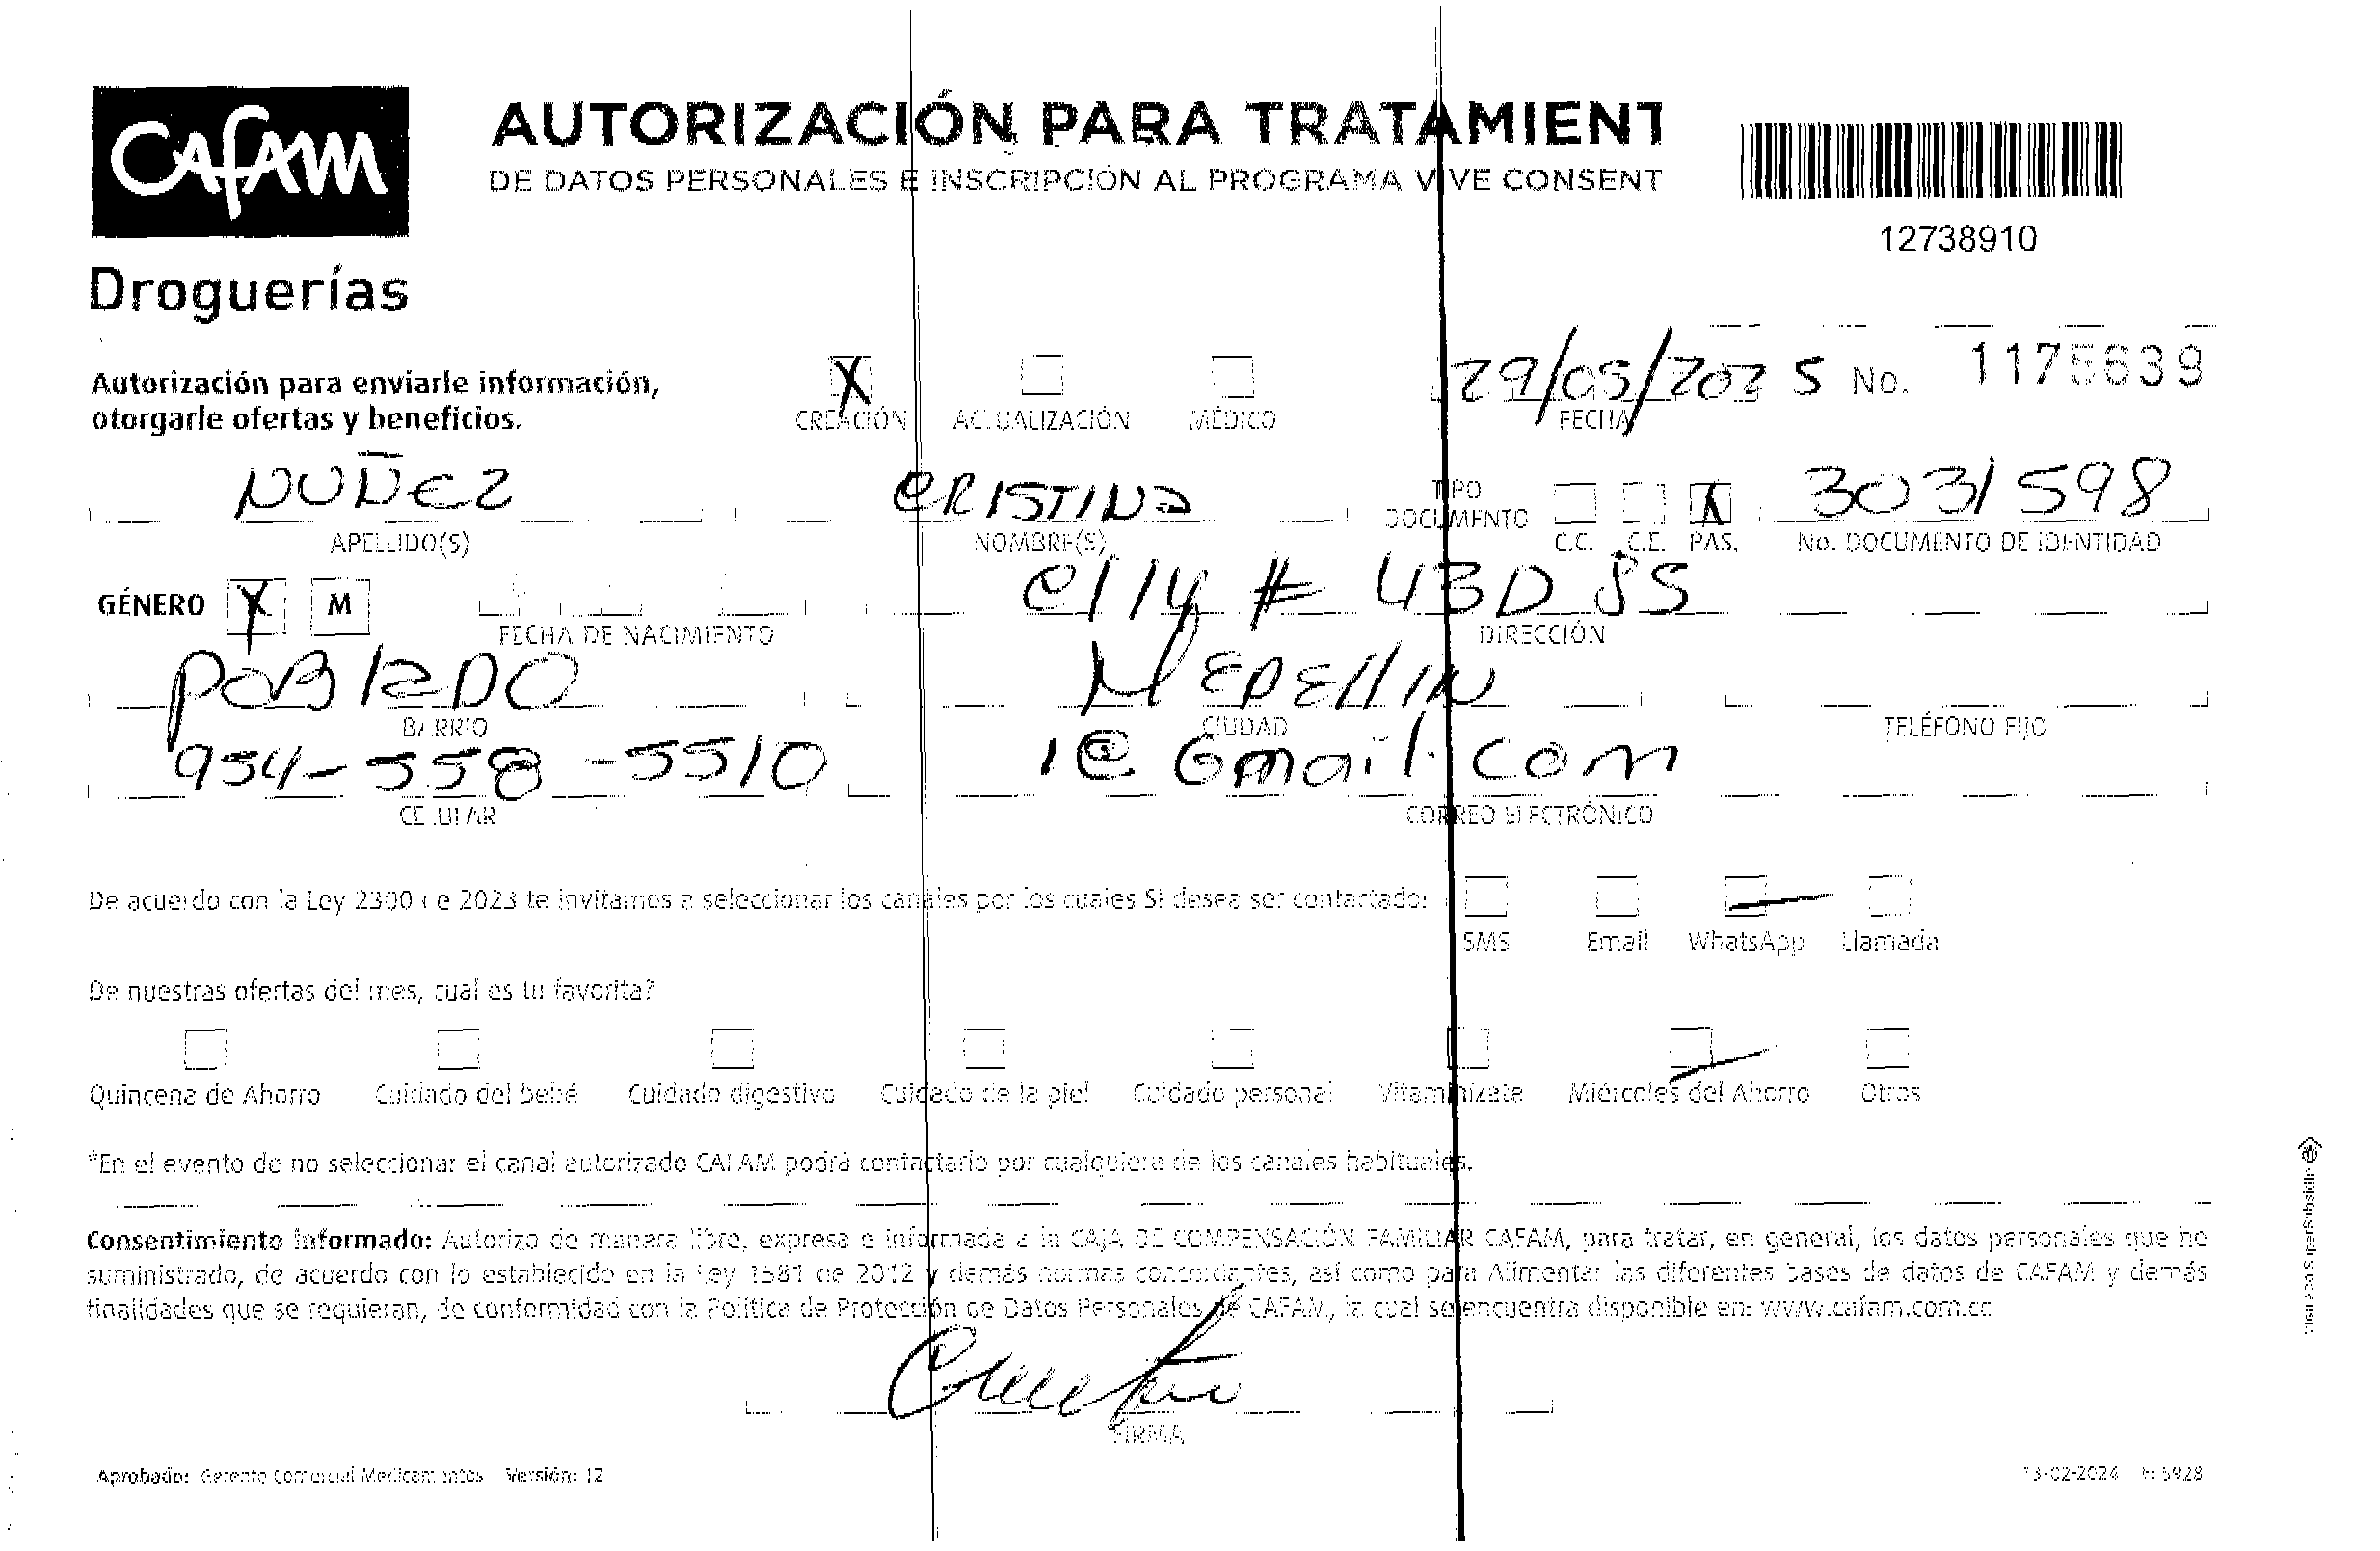 CAFAM
Droguerías
AUTORIZACIÓN PARA TRATAMIENT
DE DATOS PERSONALES E INSCRIPCIÓN AL PROGRAMA VIVE CONSENT
12738910
Autorización para enviarle información,
otorgarle ofertas y beneficios.
X
CREACIÓN ACTUALIZACIÓN MÉDICO
29/05/2025 No. 1175639
FECHA
NUÑEZ CRISTINA TIPO DOCUMENTO X 3031598
APELLIDO(S) NOMBRE(S) C.C. C.E. PAS. No. DOCUMENTO DE IDENTIDAD
GÉNERO X M Cl 14 # 43D 85
FECHA DE NACIMIENTO DIRECCIÓN
POBLADO MEDELLIN
BARRIO CIUDAD TELÉFONO FIJO
954-558-5510 1@Gmail.com
CELULAR CORREO ELECTRÓNICO
De acuerdo con la Ley 2300 de 2023 te invitamos a seleccionar los canales por los cuales SI desea ser contactado:
SMS Email WhatsApp Llamada
De nuestras ofertas del mes, cual es tu favorita?
Quincena de Ahorro Cuidado del bebé Cuidado digestivo Cuidado de la piel Cuidado personal Vitamínizate Miércoles del Ahorro Otros
*En el evento de no seleccionar el canal autorizado CAFAM podrá contactarlo por cualquiera de los canales habituales.
Consentimiento informado: Autorizo de manera libre, expresa e informada a la CAJA DE COMPENSACIÓN FAMILIAR CAFAM, para tratar, en general, los datos personales que he
suministrado, de acuerdo con lo establecido en la Ley 1581 de 2012 y demás normas concordantes, así como para Alimentar las diferentes bases de datos de CAFAM y demás
finalidades que se requieran, de conformidad con la Política de Protección de Datos Personales de CAFAM, la cual se encuentra disponible en: www.cafam.com.co
FIRMA
Aprobado: Gerente Comercial Medicamentos Versión: 12
13-02-2024